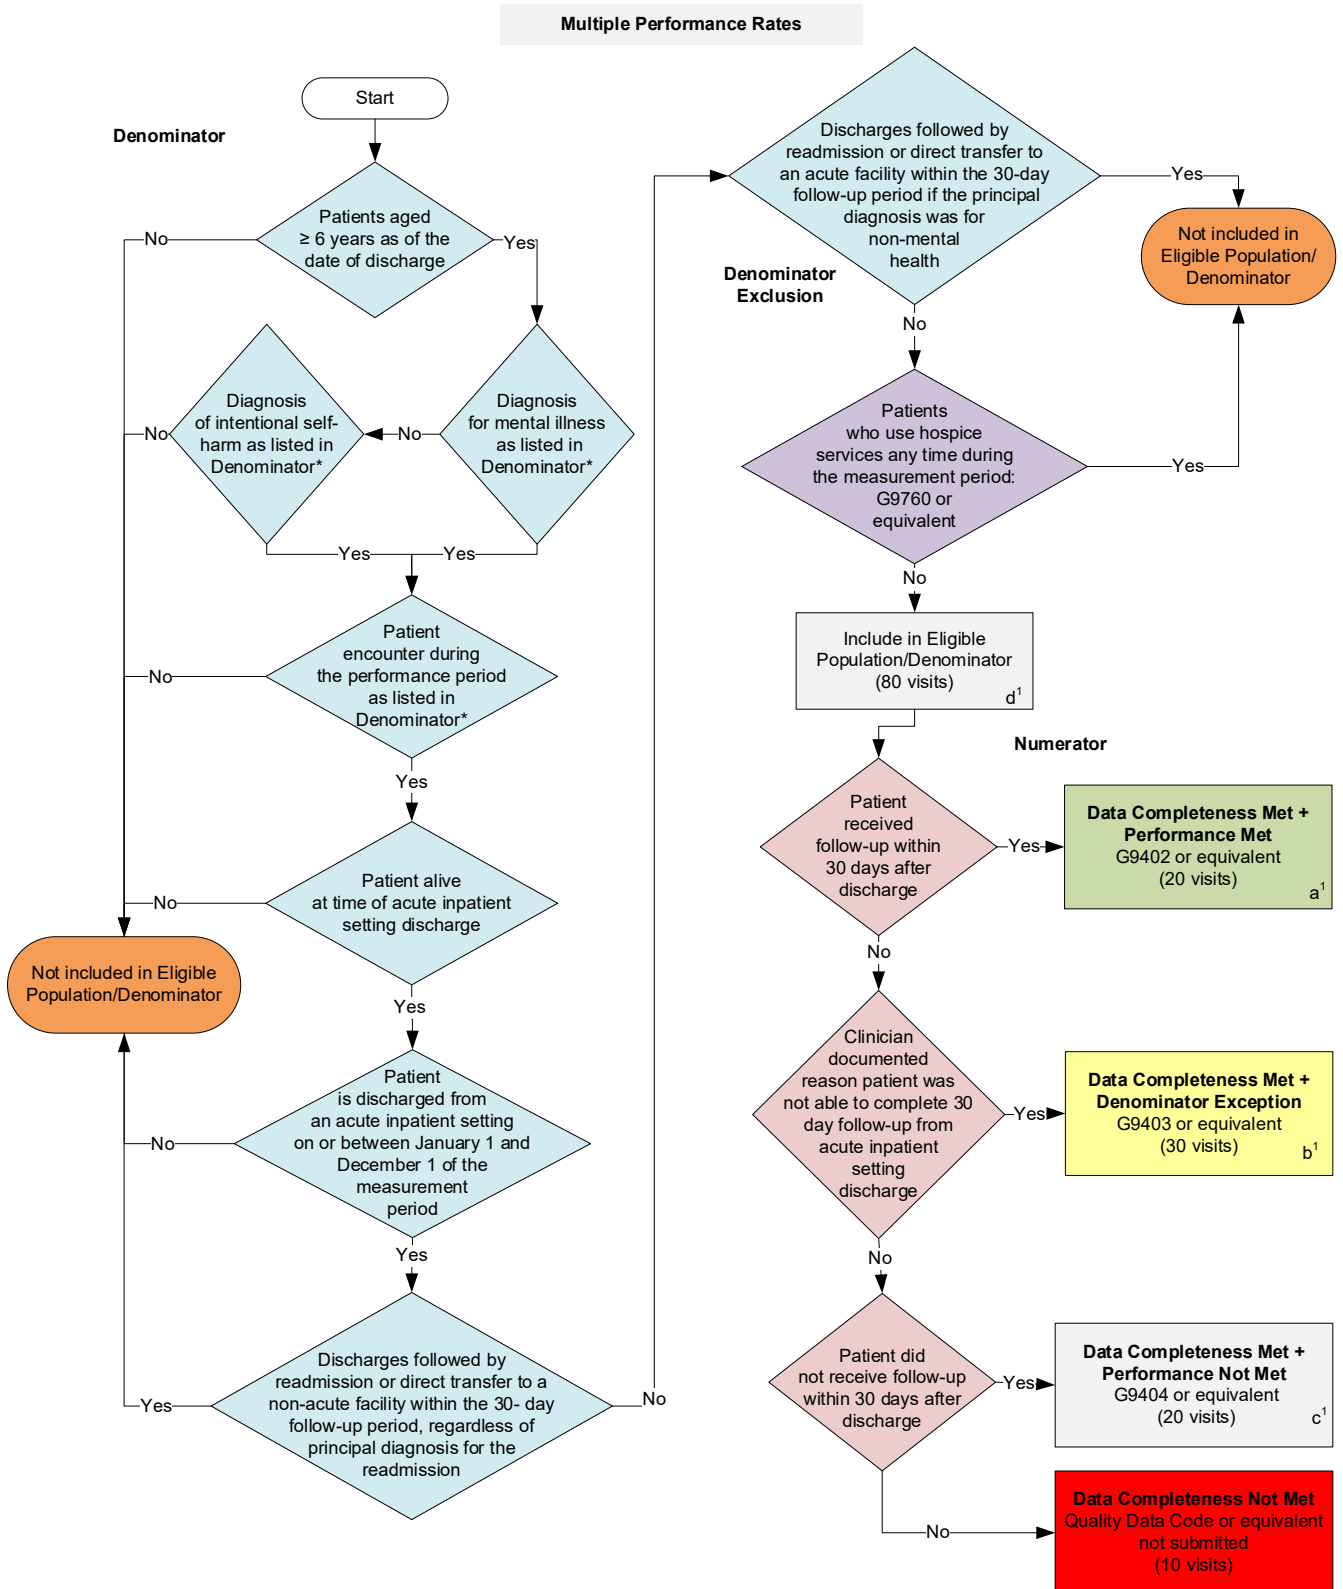 Multiple Performance Rates
Start
Denominator
Patients aged
≥ 6 years as of the
date of discharge
No
Yes
Diagnosis
of intentional self-
harm as listed in
Denominator*
No
Diagnosis
for mental illness
as listed in
Denominator*
No
Yes
Yes
Patient
encounter during
the performance period
as listed in
Denominator*
No
Yes
Patient alive
at time of acute inpatient
setting discharge
No
Not included in Eligible
Population/Denominator
Yes
Patient
is discharged from
an acute inpatient setting
on or between January 1 and
December 1 of the
measurement
period
No
Yes
Discharges followed by
readmission or direct transfer to a
non-acute facility within the 30- day
follow-up period, regardless of
principal diagnosis for the
readmission
Yes
No
Discharges followed by
readmission or direct transfer to
an acute facility within the 30-day
follow-up period if the principal
diagnosis was for
non-mental
health
Yes
Not included in
Eligible Population/
Denominator
Denominator
Exclusion
No
Patients
who use hospice
services any time during
the measurement period:
G9760 or
equivalent
Yes
No
Include in Eligible
Population/Denominator
(80 visits)
d¹
Numerator
Patient
received
follow-up within
30 days after
discharge
Yes
Data Completeness Met +
Performance Met
G9402 or equivalent
(20 visits)
a¹
No
Clinician
documented
reason patient was
not able to complete 30
day follow-up from
acute inpatient
setting
discharge
Yes
Data Completeness Met +
Denominator Exception
G9403 or equivalent
(30 visits)
b¹
No
Patient did
not receive follow-up
within 30 days after
discharge
Yes
Data Completeness Met +
Performance Not Met
G9404 or equivalent
(20 visits)
c¹
No
Data Completeness Not Met
Quality Data Code or equivalent
not submitted
(10 visits)